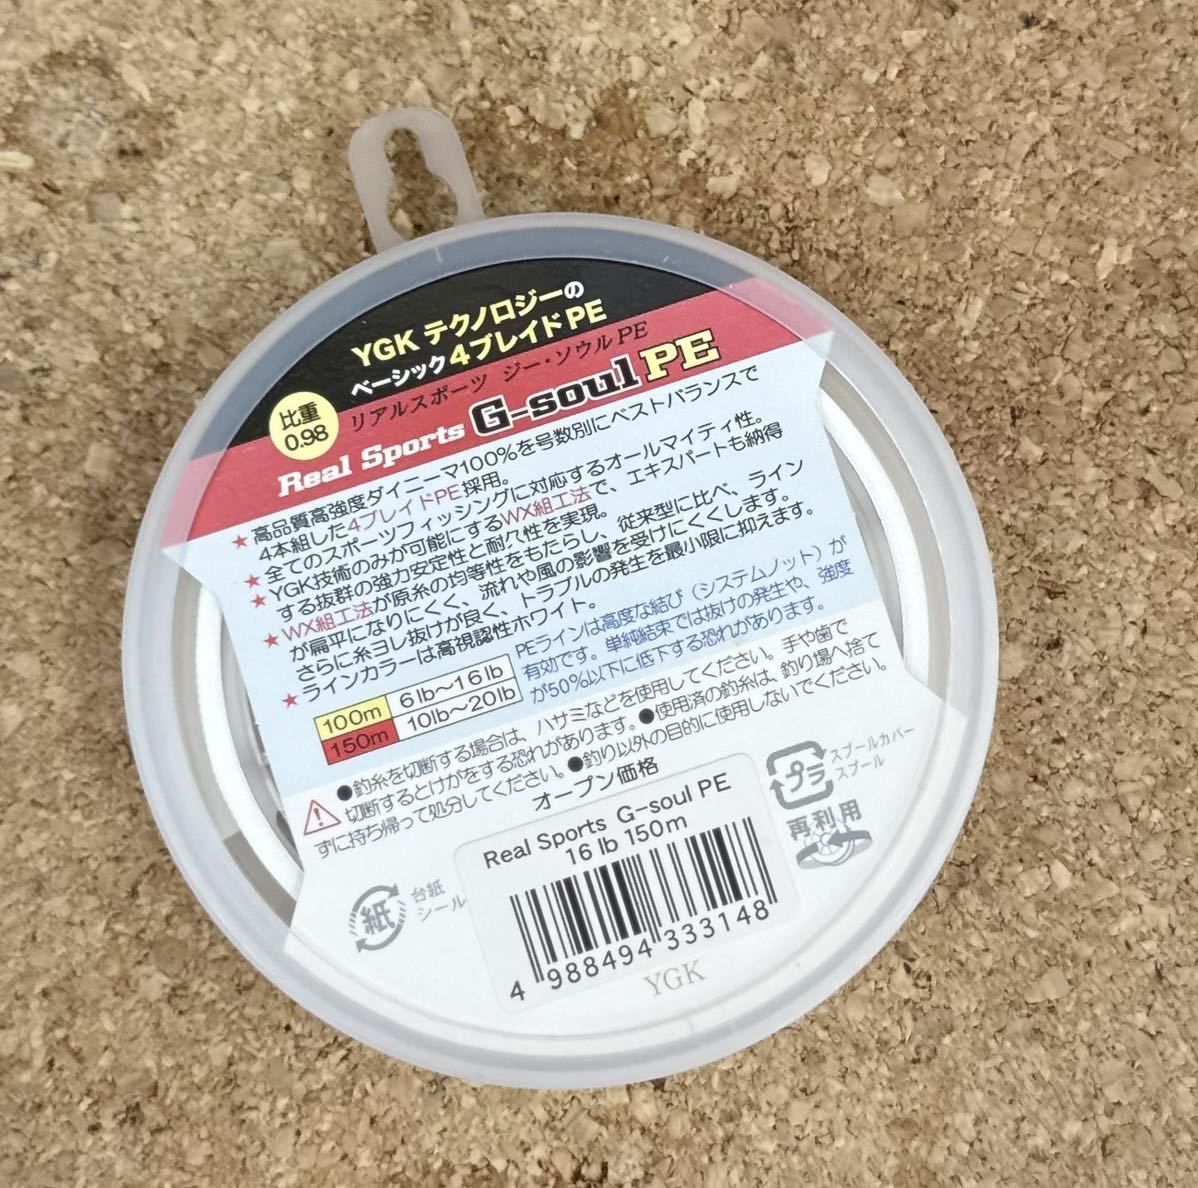 YGK テクノロジーの
ベーシック4ブレイドPE
比重
0.98
リアルスポーツ ジー・ソウルPE
Real Sports G-soul PE
★高品質高強度ダイニーマ100%を号数別にベストバランスで
4本組した4ブレイドPE採用。
★全てのスポーツフィッシングに対応するオールマイティ性。
★YGK技術のみが可能にするWX組工法で、エキスパートも納得
する抜群の強力安定性と耐久性を実現。
★WX組工法が原糸の均等性をもたらし、従来型に比べ、ライン
が扁平になりにくく、流れや風の影響を受けにくくします。
さらに糸ヨレ抜けが良く、トラブルの発生を最小限に抑えます。
★ラインカラーは高視認性ホワイト。
100m 6lb〜16lb
150m 10lb〜20lb
PEラインは高度な結び(システムノット)が
有効です。単純結束では抜けの発生や、強度
が50%以下に低下する恐れがあります。
●釣糸を切断する場合は、ハサミなどを使用してください。手や歯で
切断するとけがをする恐れがあります。●使用済の釣糸は、釣り場へ捨て
ずに持ち帰って処分してください。●釣り以外の目的に使用しないでください。
オープン価格
Real Sports G-soul PE
16 lb 150m
4 988494 333148
YGK
紙
台紙
シール
プラ
スプールカバー
スプール
再利用